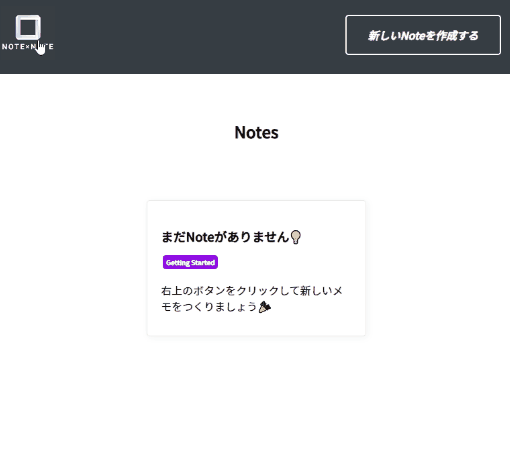 NOTE×NOTE
新しいNoteを作成する
Notes
まだNoteがありません💡
Getting Started
右上のボタンをクリックして新しいメ
モをつくりましょう🎉